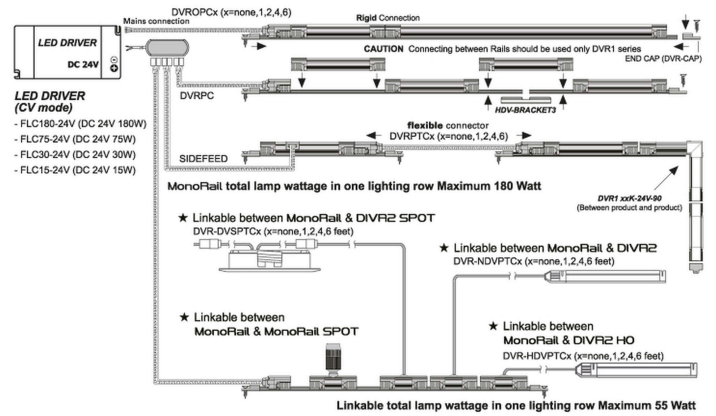 DVROPCx (x=none,1,2,4,6)
Mains connection
Rigid Connection
LED DRIVER
DC 24V
CAUTION Connecting between Rails should be used only DVR1 series
END CAP (DVR-CAP)
LED DRIVER
(CV mode)
- FLC180-24V (DC 24V 180W)
- FLC75-24V (DC 24V 75W)
- FLC30-24V (DC 24V 30W)
- FLC15-24V (DC 24V 15W)
DVRPC
HDV-BRACKET3
flexible connector
DVRPTCx (x=none,1,2,4,6)
SIDEFEED
MonoRail total lamp wattage in one lighting row Maximum 180 Watt
DVR1 xxK-24V-90
(Between product and product)
★ Linkable between MonoRail & DIVR2 SPOT
DVR-DVSPTCx (x=none,1,2,4,6 feet)
★ Linkable between MonoRail & DIVR2
DVR-NDVPTCx (x=none,1,2,4,6 feet)
★ Linkable between
MonoRail & MonoRail SPOT
★ Linkable between
MonoRail & DIVR2 HO
DVR-HDVPTCx (x=none,1,2,4,6 feet)
Linkable total lamp wattage in one lighting row Maximum 55 Watt